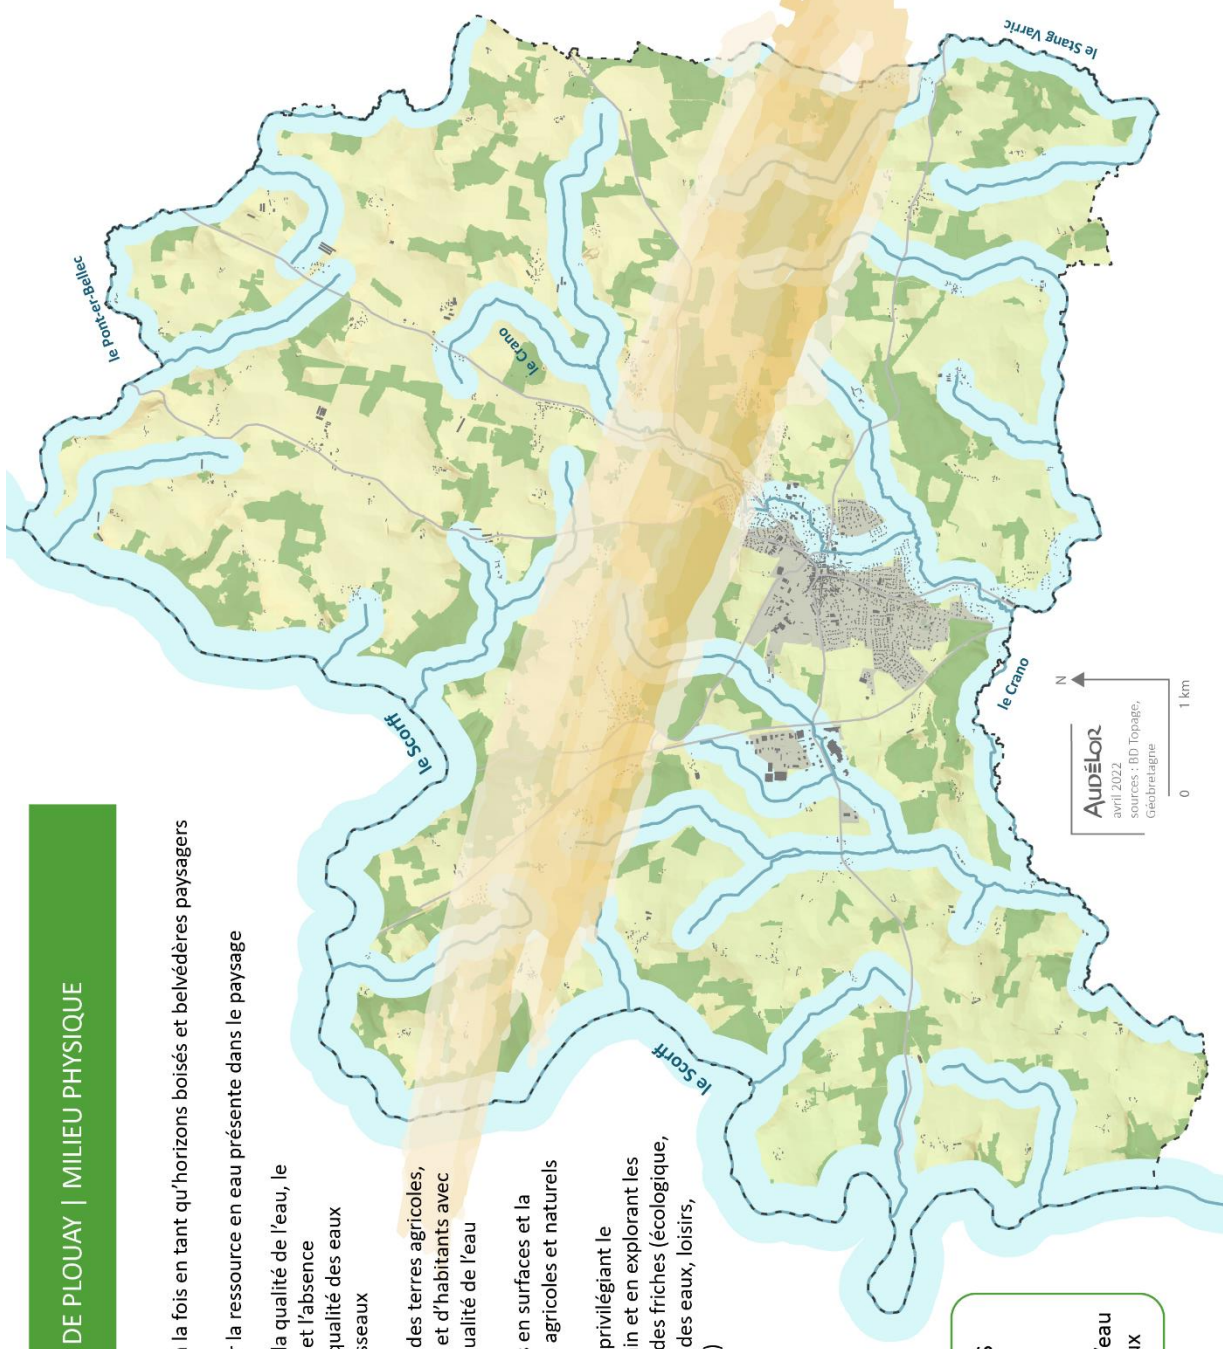 DE PLOUAY | MILIEU PHYSIQUE
la fois en tant qu'horizons boisés et belvédères paysagers
r la ressource en eau présente dans le paysage
la qualité de l'eau, le
et l'absence
qualité des eaux
sseaux
des terres agricoles,
et d'habitants avec
ualité de l'eau
s en surfaces et la
agricoles et naturels
privilégiant le
in et en explorant les
des friches (écologique,
des eaux, loisirs,
)
s
'eau
ux
le Pont-er-Bellec
le Stang Varric
le Crano
le Scorff
le Scorff
le Crano
N
AUDÉLOR
avril 2022
sources : BD Topage,
Géobretagne
0
1 km